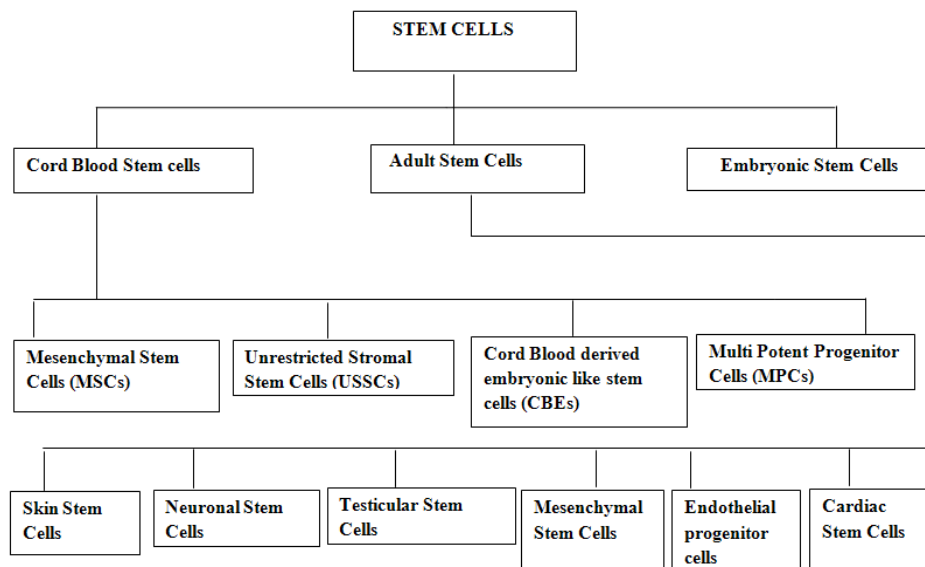 STEM CELLS
Cord Blood Stem cells
Adult Stem Cells
Embryonic Stem Cells
Mesenchymal Stem
Cells (MSCs)
Unrestricted Stromal
Stem Cells (USSCs)
Cord Blood derived
embryonic like stem
cells (CBEs)
Multi Potent Progenitor
Cells (MPCs)
Skin Stem
Cells
Neuronal Stem
Cells
Testicular Stem
Cells
Mesenchymal
Stem Cells
Endothelial
progenitor
cells
Cardiac
Stem Cells